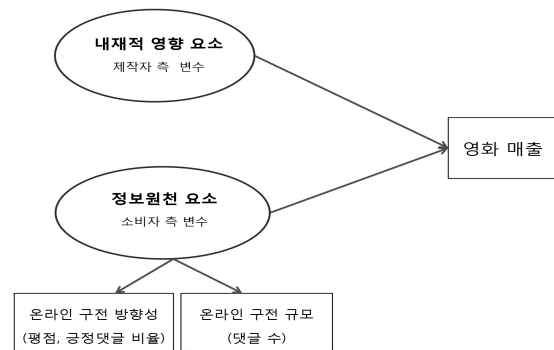 내재적 영향 요소
제작자 측 변수
영화 매출
정보원천 요소
소비자 측 변수
온라인 구전 방향성
(평점, 긍정댓글 비율)
온라인 구전 규모
(댓글 수)